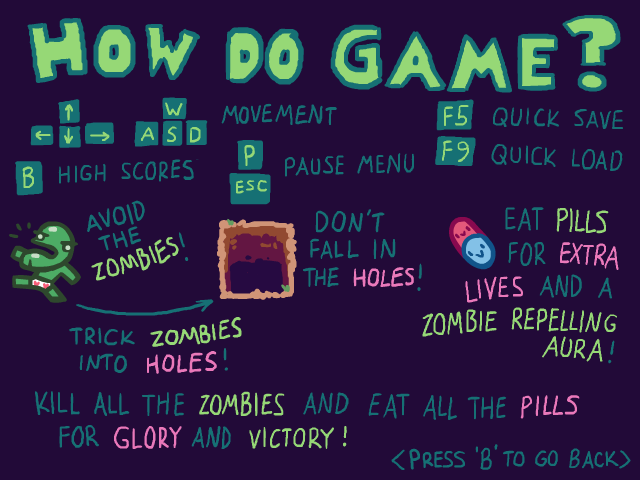 HOW DO GAME?
↑ W MOVEMENT F5 QUICK SAVE
← ↓ → A S D
B HIGH SCORES P PAUSE MENU F9 QUICK LOAD
ESC
AVOID
THE
ZOMBIES!
DON'T
FALL IN
THE HOLES!
EAT PILLS
FOR EXTRA
LIVES AND A
ZOMBIE REPELLING
AURA!
TRICK ZOMBIES
INTO HOLES!
KILL ALL THE ZOMBIES AND EAT ALL THE PILLS
FOR GLORY AND VICTORY!
<PRESS 'B' TO GO BACK>